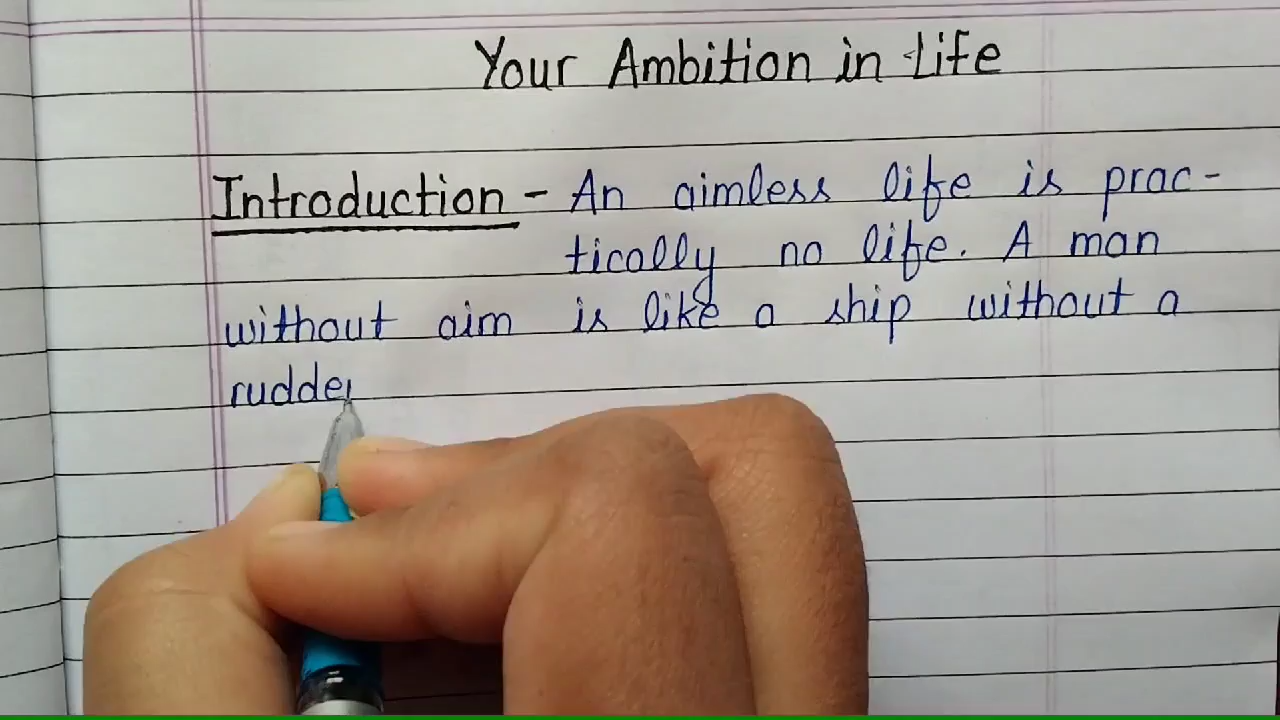 Your Ambition in Life
Introduction - An aimless life is prac-
tically no life. A man
without aim is like a ship without a
rudder